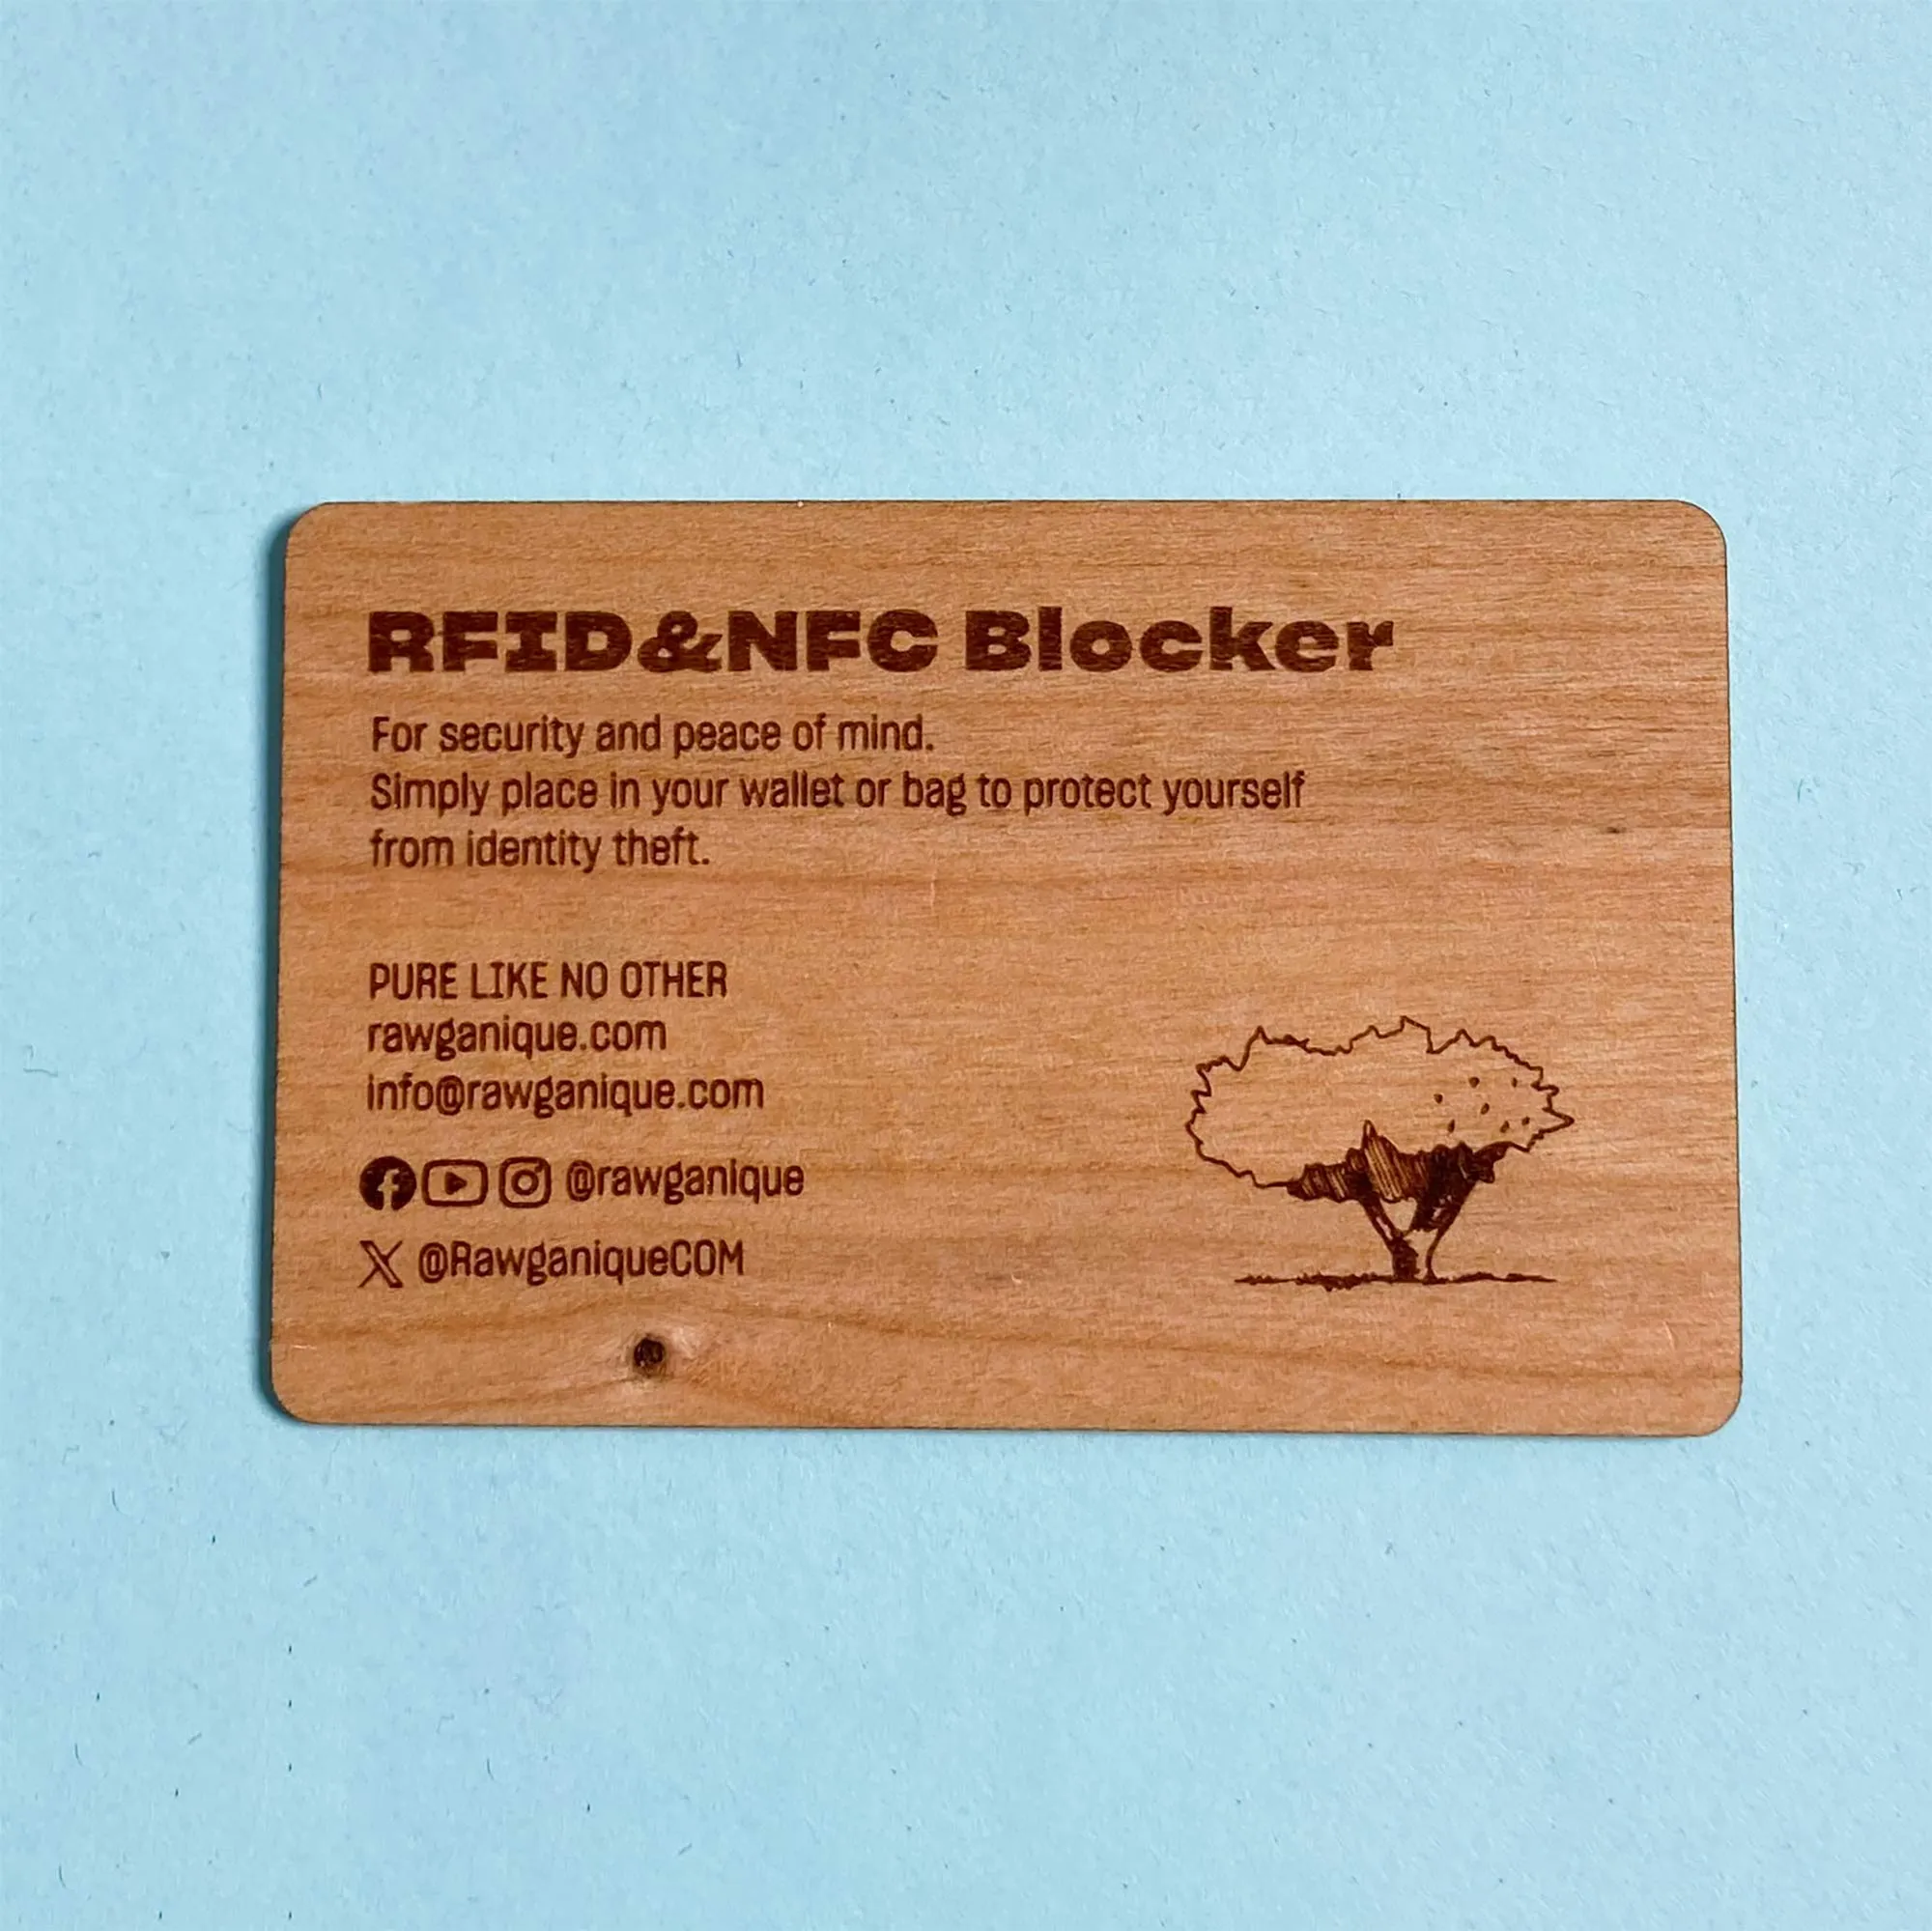 RFID&NFC Blocker
For security and peace of mind.
Simply place in your wallet or bag to protect yourself
from identity theft.
PURE LIKE NO OTHER
rawganique.com
info@rawganique.com
@rawganique
@RawganiqueCOM